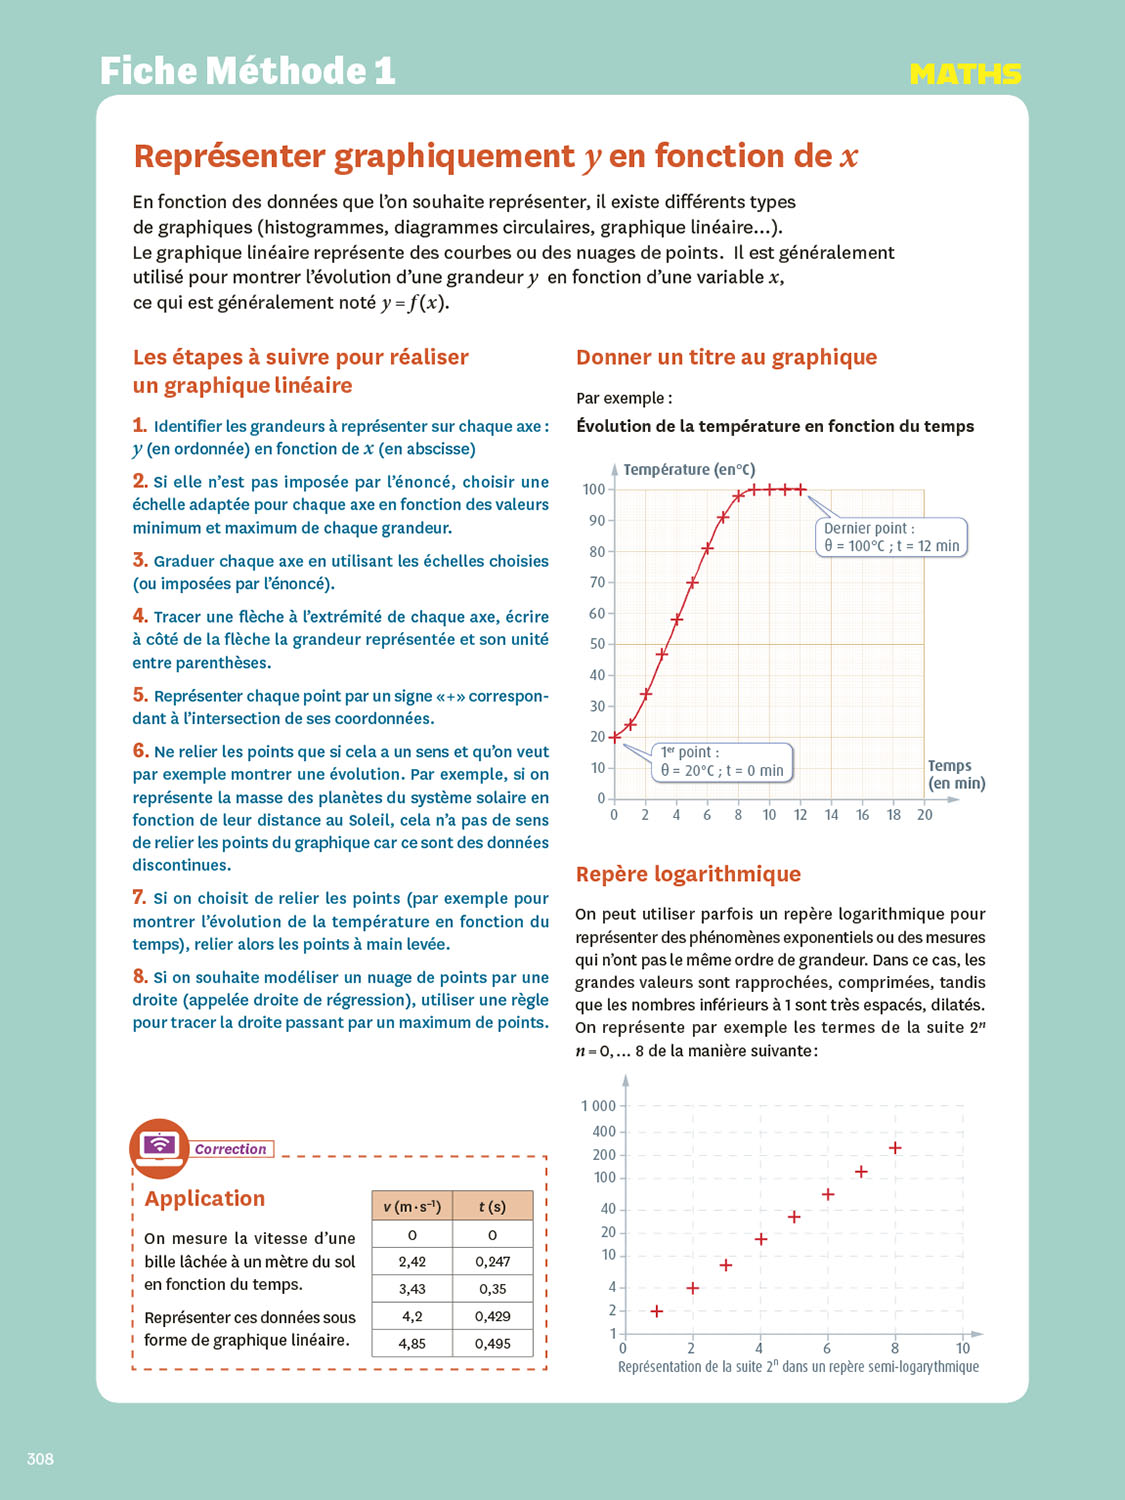 Fiche Méthode 1
MATHS
Représenter graphiquement y en fonction de x
En fonction des données que l'on souhaite représenter, il existe différents types
de graphiques (histogrammes, diagrammes circulaires, graphique linéaire...).
Le graphique linéaire représente des courbes ou des nuages de points. Il est généralement
utilisé pour montrer l'évolution d'une grandeur y en fonction d'une variable x,
ce qui est généralement noté y = f(x).
Les étapes à suivre pour réaliser
un graphique linéaire
1. Identifier les grandeurs à représenter sur chaque axe :
y (en ordonnée) en fonction de x (en abscisse)
2. Si elle n'est pas imposée par l'énoncé, choisir une
échelle adaptée pour chaque axe en fonction des valeurs
minimum et maximum de chaque grandeur.
3. Graduer chaque axe en utilisant les échelles choisies
(ou imposées par l'énoncé).
4. Tracer une flèche à l'extrémité de chaque axe, écrire
à côté de la flèche la grandeur représentée et son unité
entre parenthèses.
5. Représenter chaque point par un signe «+» correspon-
dant à l'intersection de ses coordonnées.
6. Ne relier les points que si cela a un sens et qu'on veut
par exemple montrer une évolution. Par exemple, si on
représente la masse des planètes du système solaire en
fonction de leur distance au Soleil, cela n'a pas de sens
de relier les points du graphique car ce sont des données
discontinues.
7. Si on choisit de relier les points (par exemple pour
montrer l'évolution de la température en fonction du
temps), relier alors les points à main levée.
8. Si on souhaite modéliser un nuage de points par une
droite (appelée droite de régression), utiliser une règle
pour tracer la droite passant par un maximum de points.
Correction
Application
On mesure la vitesse d'une
bille lâchée à un mètre du sol
en fonction du temps.
Représenter ces données sous
forme de graphique linéaire.
v (m·s⁻¹) t (s)
0 0
2,42 0,247
3,43 0,35
4,2 0,429
4,85 0,495
Donner un titre au graphique
Par exemple :
Évolution de la température en fonction du temps
Température (en°C)
100
90
80
70
60
50
40
30
20
10
0
Dernier point :
θ = 100°C ; t = 12 min
1er point :
θ = 20°C ; t = 0 min
Temps
(en min)
0 2 4 6 8 10 12 14 16 18 20
Repère logarithmique
On peut utiliser parfois un repère logarithmique pour
représenter des phénomènes exponentiels ou des mesures
qui n'ont pas le même ordre de grandeur. Dans ce cas, les
grandes valeurs sont rapprochées, comprimées, tandis
que les nombres inférieurs à 1 sont très espacés, dilatés.
On représente par exemple les termes de la suite 2ⁿ
n = 0, ... 8 de la manière suivante :
1 000
400
200
100
40
20
10
4
2
1
0 2 4 6 8 10
Représentation de la suite 2ⁿ dans un repère semi-logarythmique
308